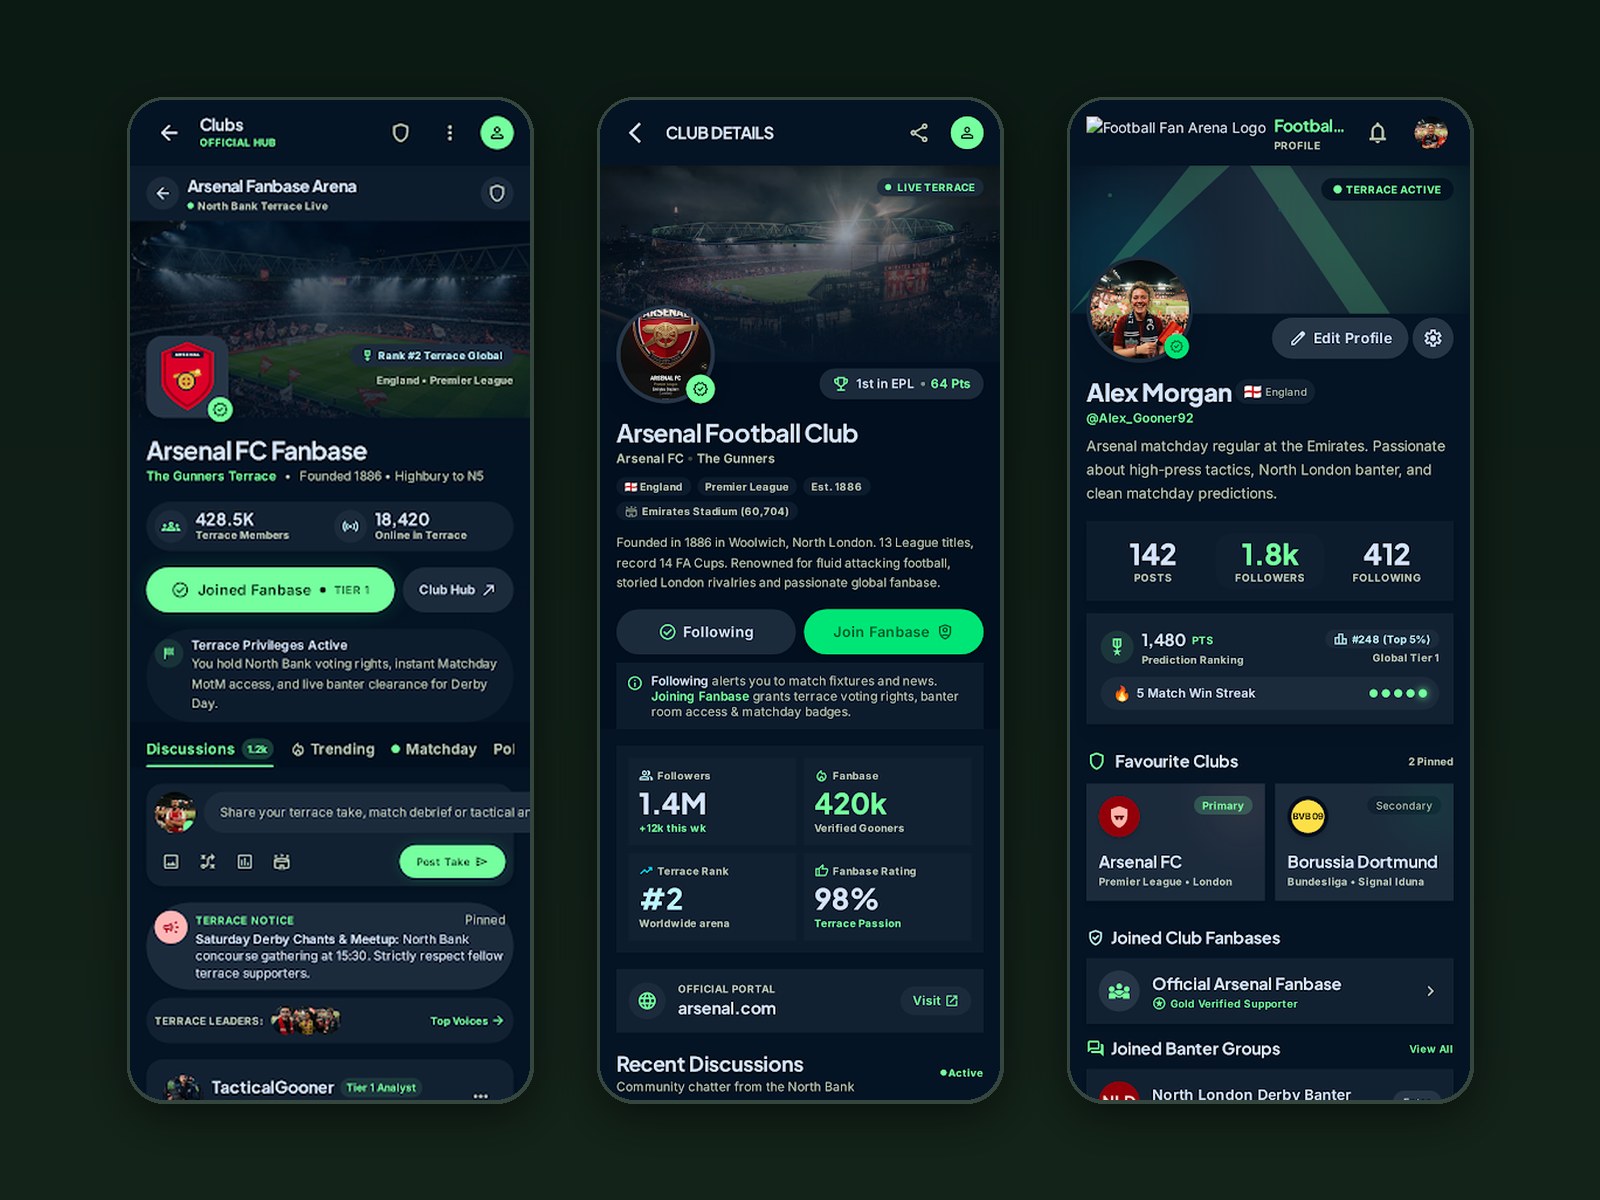 Clubs
OFFICIAL HUB
Arsenal Fanbase Arena
North Bank Terrace Live
Rank #2 Terrace Global
England • Premier League
Arsenal FC Fanbase
The Gunners Terrace • Founded 1886 • Highbury to N5
428.5K
Terrace Members
18,420
Online in Terrace
Joined Fanbase • TIER 1
Club Hub
Terrace Privileges Active
You hold North Bank voting rights, instant Matchday
MotM access, and live banter clearance for Derby
Day.
Discussions 1.2k Trending Matchday Pol
Share your terrace take, match debrief or tactical an
Post Take
TERRACE NOTICE Pinned
Saturday Derby Chants & Meetup: North Bank
concourse gathering at 15:30. Strictly respect fellow
terrace supporters.
TERRACE LEADERS: Top Voices →
TacticalGooner Tier 1 Analyst
CLUB DETAILS
LIVE TERRACE
ARSENAL
ARSENAL FC
1st in EPL • 64 Pts
Arsenal Football Club
Arsenal FC • The Gunners
England Premier League Est. 1886
Emirates Stadium (60,704)
Founded in 1886 in Woolwich, North London. 13 League titles,
record 14 FA Cups. Renowned for fluid attacking football,
storied London rivalries and passionate global fanbase.
Following
Join Fanbase
Following alerts you to match fixtures and news.
Joining Fanbase grants terrace voting rights, banter
room access & matchday badges.
Followers
1.4M
+12k this wk
Fanbase
420k
Verified Gooners
Terrace Rank
#2
Worldwide arena
Fanbase Rating
98%
Terrace Passion
OFFICIAL PORTAL
arsenal.com
Visit
Recent Discussions
Community chatter from the North Bank
Active
Football Fan Arena Logo
Footbal...
PROFILE
TERRACE ACTIVE
Edit Profile
Alex Morgan England
@Alex_Gooner92
Arsenal matchday regular at the Emirates. Passionate
about high-press tactics, North London banter, and
clean matchday predictions.
142
POSTS
1.8k
FOLLOWERS
412
FOLLOWING
1,480 PTS
Prediction Ranking
#248 (Top 5%)
Global Tier 1
5 Match Win Streak
Favourite Clubs 2 Pinned
Primary
Arsenal FC
Premier League • London
BVB 09
Secondary
Borussia Dortmund
Bundesliga • Signal Iduna
Joined Club Fanbases
Official Arsenal Fanbase
Gold Verified Supporter
Joined Banter Groups View All
NLD
North London Derby Banter